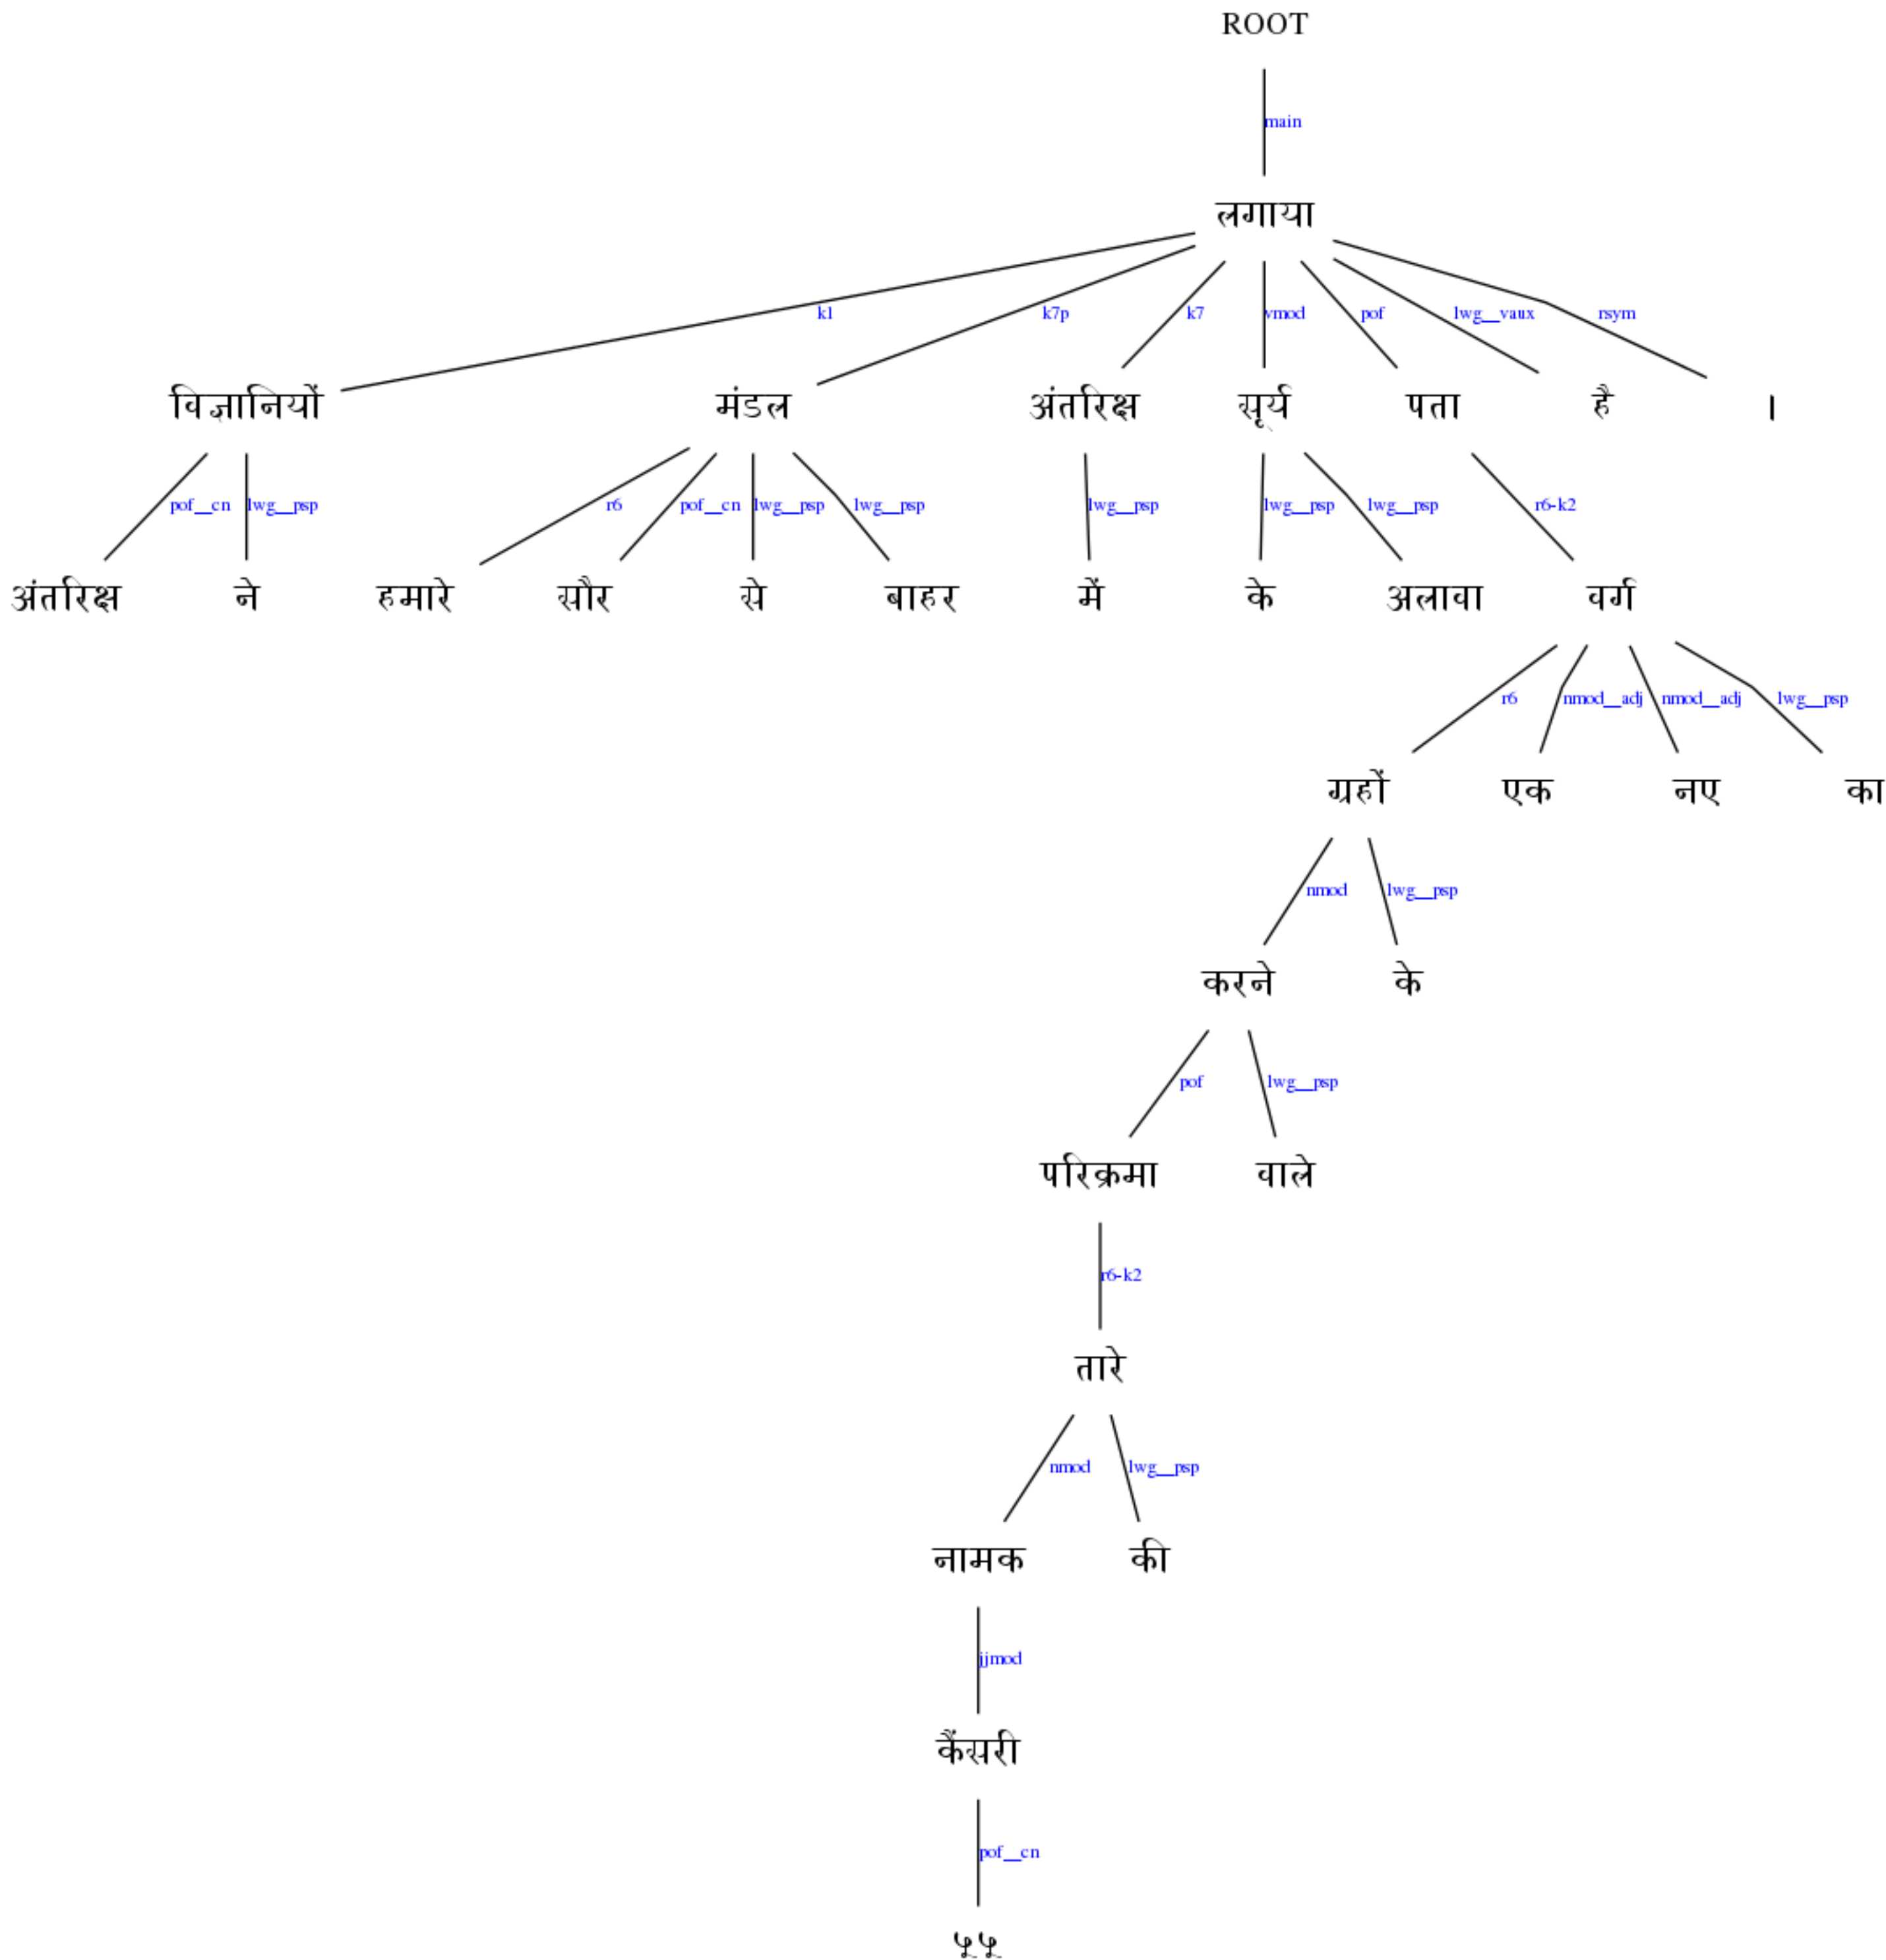 ROOT
main
लगाया
k1 k7p k7 vmod pof lwg__vaux rsym
विज्ञानियों मंडल अंतरिक्ष सूर्य पता है ।
pof__cn lwg__psp r6 pof__cn lwg__psp lwg__psp lwg__psp lwg__psp lwg__psp r6-k2
अंतरिक्ष ने हमारे सौर से बाहर में के अलावा वर्ग
r6 nmod__adj nmod__adj lwg__psp
ग्रहों एक नए का
nmod lwg__psp
करने के
pof lwg__psp
परिक्रमा वाले
r6-k2
तारे
nmod lwg__psp
नामक की
jjmod
कैंसरी
pof__cn
५५